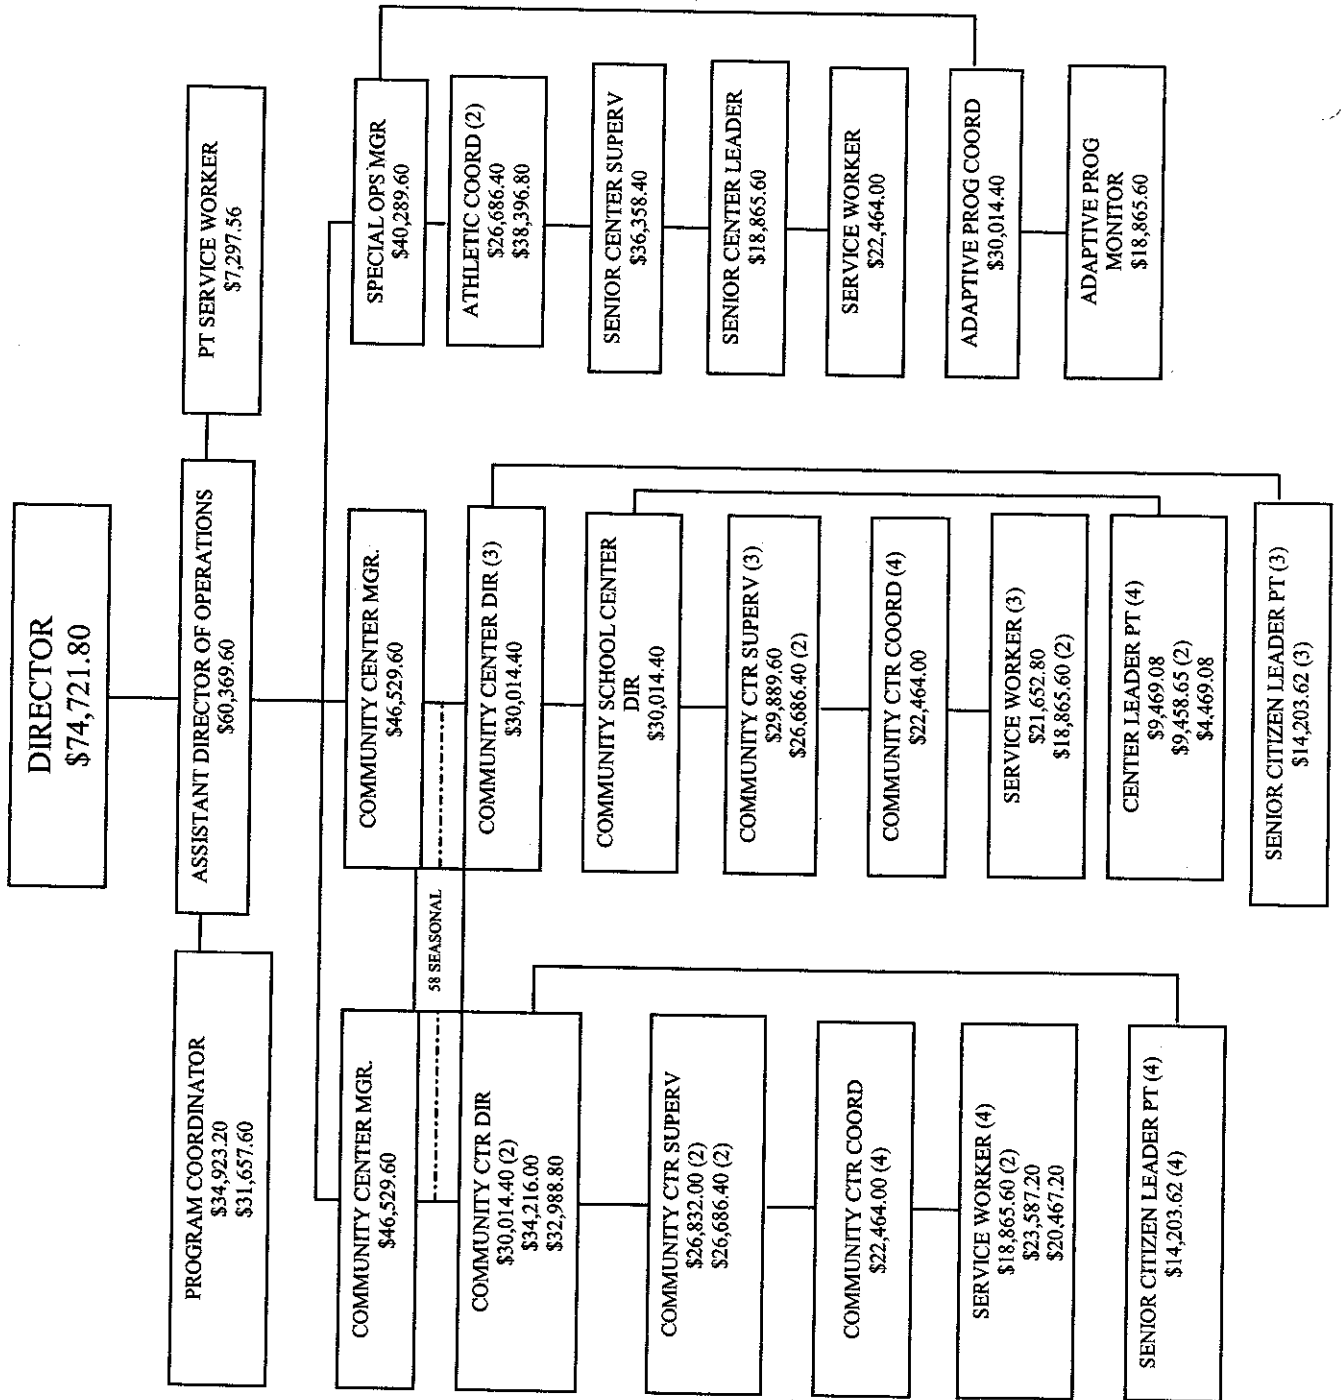 DIRECTOR
$74,721.80
PROGRAM COORDINATOR
$34,923.20
$31,657.60
ASSISTANT DIRECTOR OF OPERATIONS
$60,369.60
PT SERVICE WORKER
$7,297.56
COMMUNITY CENTER MGR.
$46,529.60
58 SEASONAL
COMMUNITY CTR DIR
$30,014.40 (2)
$34,216.00
$32,988.80
COMMUNITY CTR SUPERV
$26,832.00 (2)
$26,686.40 (2)
COMMUNITY CTR COORD
$22,464.00 (4)
SERVICE WORKER (4)
$18,865.60 (2)
$23,587.20
$20,467.20
SENIOR CITIZEN LEADER PT (4)
$14,203.62 (4)
COMMUNITY CENTER MGR.
$46,529.60
COMMUNITY CENTER DIR (3)
$30,014.40
COMMUNITY SCHOOL CENTER
DIR
$30,014.40
COMMUNITY CTR SUPERV (3)
$29,889.60
$26,686.40 (2)
COMMUNITY CTR COORD (4)
$22,464.00
SERVICE WORKER (3)
$21,652.80
$18,865.60 (2)
CENTER LEADER PT (4)
$9,469.08
$9,458.65 (2)
$4.469.08
SENIOR CITIZEN LEADER PT (3)
$14,203.62 (3)
SPECIAL OPS MGR
$40,289.60
ATHLETIC COORD (2)
$26,686.40
$38,396.80
SENIOR CENTER SUPERV
$36,358.40
SENIOR CENTER LEADER
$18,865.60
SERVICE WORKER
$22,464.00
ADAPTIVE PROG COORD
$30,014.40
ADAPTIVE PROG
MONITOR
$18,865.60